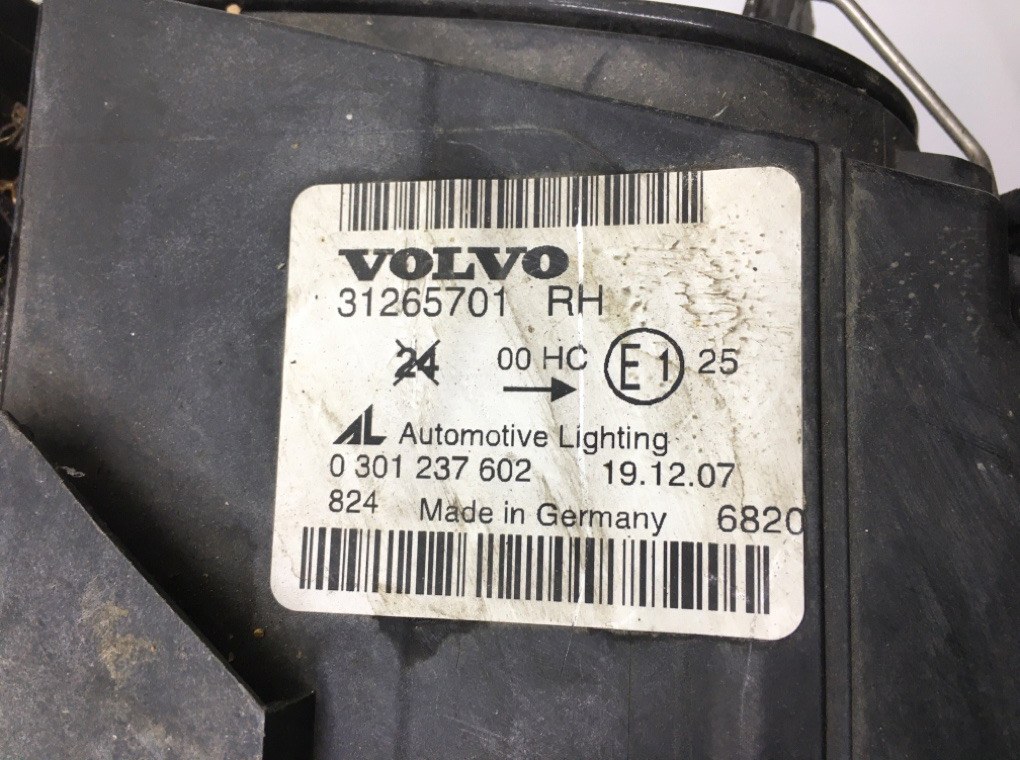 VOLVO
31265701 RH
24 00 HC E1 25
AL Automotive Lighting
0 301 237 602 19.12.07
824 Made in Germany 6820